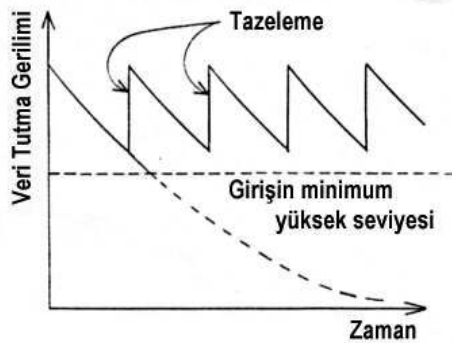 Tazeleme
Veri Tutma Gerilimi
Girişin minimum
yüksek seviyesi
Zaman